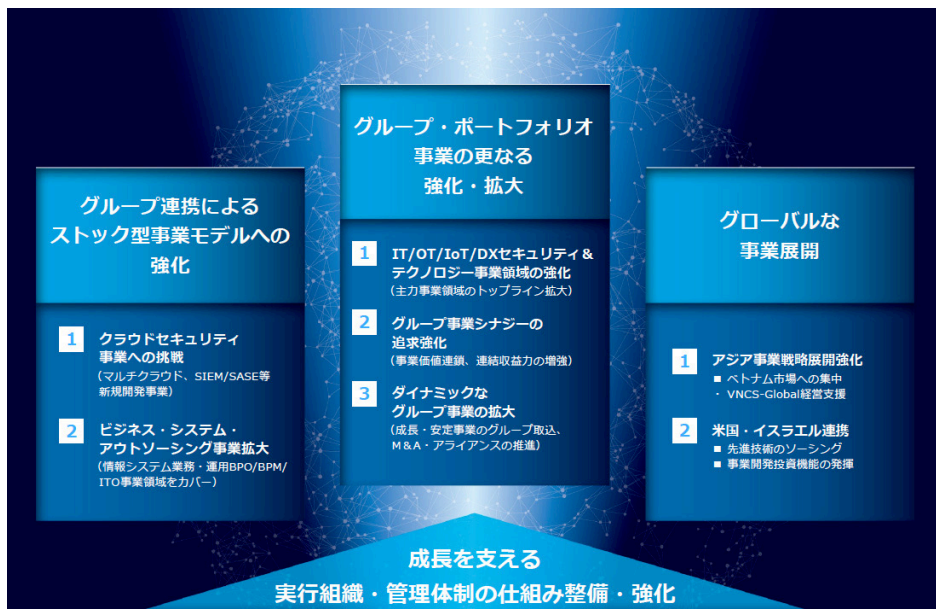 グループ連携による
ストック型事業モデルへの
強化
1 クラウドセキュリティ
事業への挑戦
(マルチクラウド、SIEM/SASE等
新規開発事業)
2 ビジネス・システム・
アウトソーシング事業拡大
(情報システム業務・運用BPO/BPM/
ITO事業領域をカバー)
グループ・ポートフォリオ
事業の更なる
強化・拡大
1 IT/OT/IoT/DXセキュリティ&
テクノロジー事業領域の強化
(主力事業領域のトップライン拡大)
2 グループ事業シナジーの
追求強化
(事業価値連鎖、連結収益力の増強)
3 ダイナミックな
グループ事業の拡大
(成長・安定事業のグループ取込、
M&A・アライアンスの推進)
グローバルな
事業展開
1 アジア事業戦略展開強化
■ ベトナム市場への集中
・ VNCS-Global経営支援
2 米国・イスラエル連携
■ 先進技術のソーシング
■ 事業開発投資機能の発揮
成長を支える
実行組織・管理体制の仕組み整備・強化